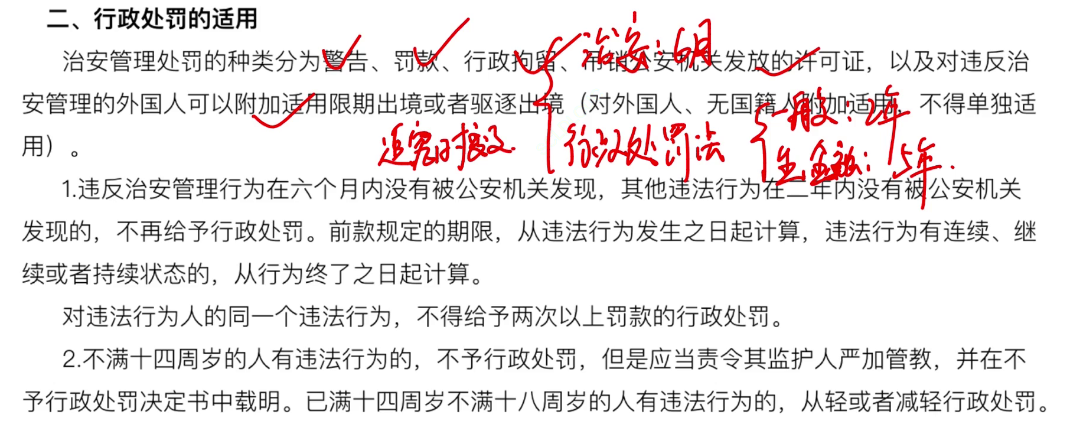 二、行政处罚的适用
治安管理处罚的种类分为警告、罚款、行政拘留、吊销公安机关发放的许可证，以及对违反治
安管理的外国人可以附加适用限期出境或者驱逐出境（对外国人、无国籍人附加适用，不得单独适
用）。
治安：6月
追究时效
行政处罚法
一般：2年
生金融：5年.
1.违反治安管理行为在六个月内没有被公安机关发现，其他违法行为在二年内没有被公安机关
发现的，不再给予行政处罚。前款规定的期限，从违法行为发生之日起计算，违法行为有连续、继
续或者持续状态的，从行为终了之日起计算。
对违法行为人的同一个违法行为，不得给予两次以上罚款的行政处罚。
2.不满十四周岁的人有违法行为的，不予行政处罚，但是应当责令其监护人严加管教，并在不
予行政处罚决定书中载明。已满十四周岁不满十八周岁的人有违法行为的，从轻或者减轻行政处罚。